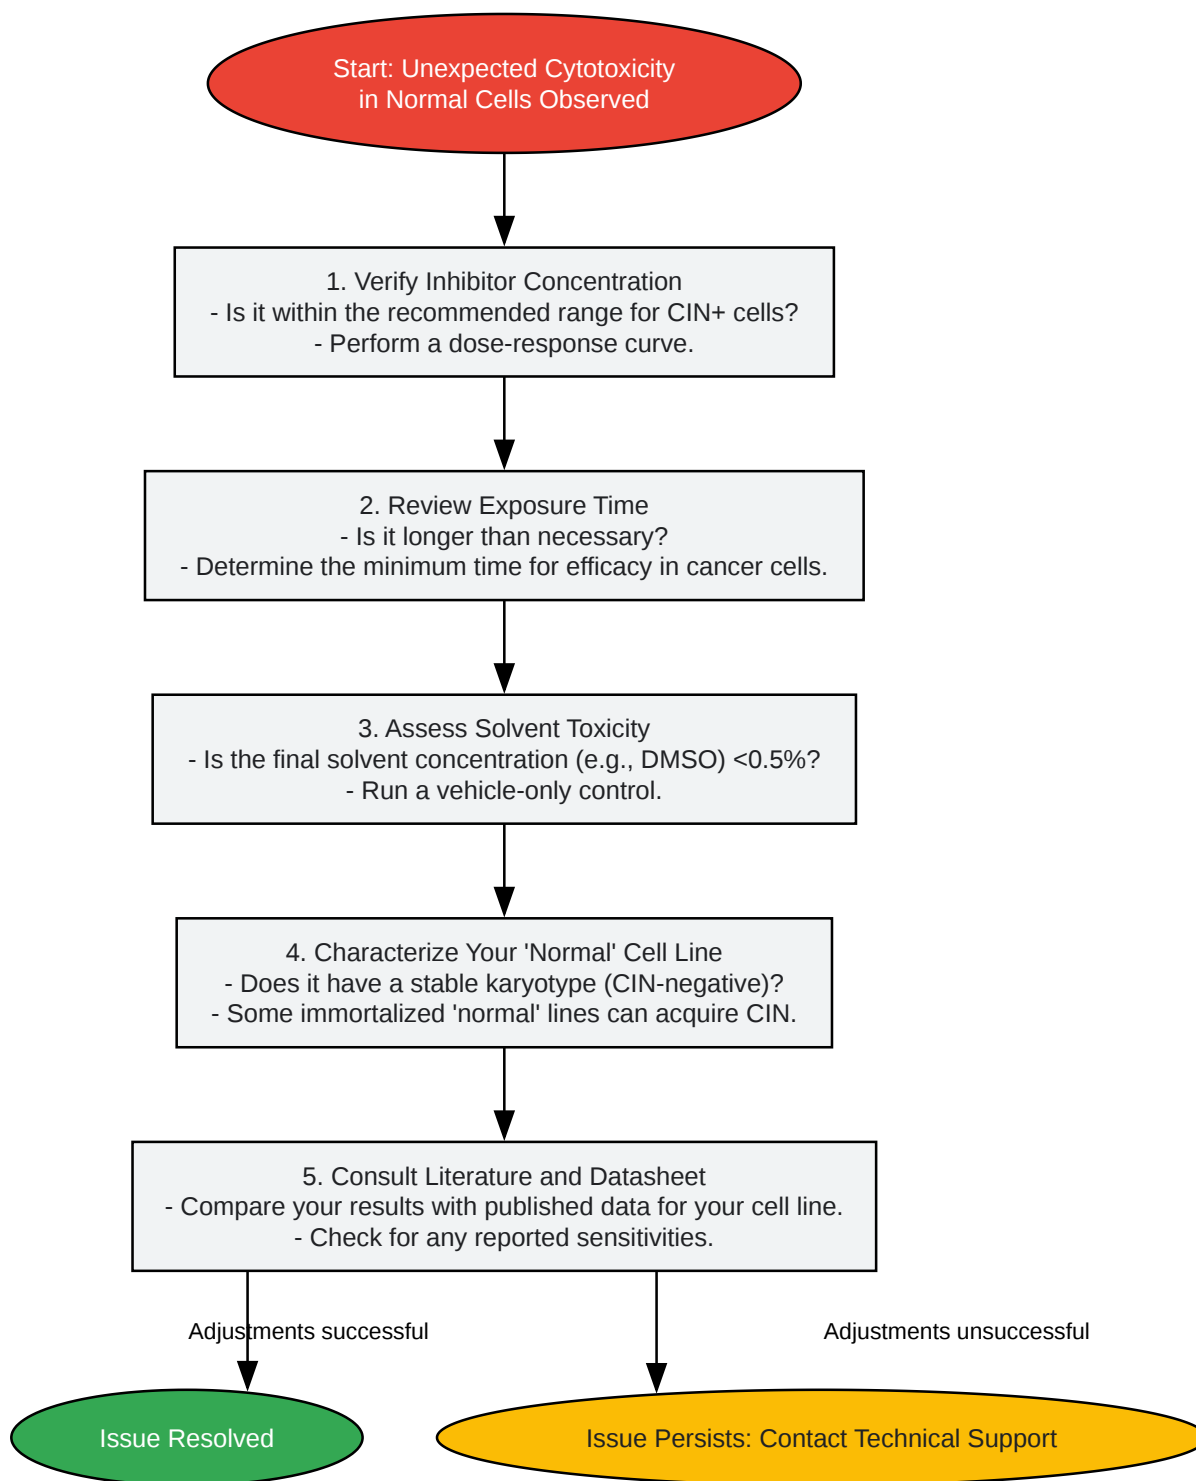 Start: Unexpected Cytotoxicity
in Normal Cells Observed
1. Verify Inhibitor Concentration
- Is it within the recommended range for CIN+ cells?
- Perform a dose-response curve.
2. Review Exposure Time
- Is it longer than necessary?
- Determine the minimum time for efficacy in cancer cells.
3. Assess Solvent Toxicity
- Is the final solvent concentration (e.g., DMSO) <0.5%?
- Run a vehicle-only control.
4. Characterize Your 'Normal' Cell Line
- Does it have a stable karyotype (CIN-negative)?
- Some immortalized 'normal' lines can acquire CIN.
5. Consult Literature and Datasheet
- Compare your results with published data for your cell line.
- Check for any reported sensitivities.
Adjustments successful
Adjustments unsuccessful
Issue Resolved
Issue Persists: Contact Technical Support